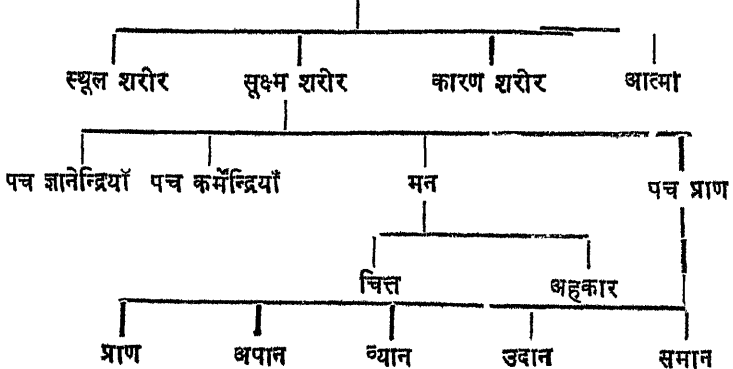 स्थूल शरीर सूक्ष्म शरीर कारण शरीर आत्मा
पच ज्ञानेन्द्रियाँ पच कर्मेन्द्रियाँ मन पच प्राण
चित्त अहकार
प्राण अपान व्यान उदान समान